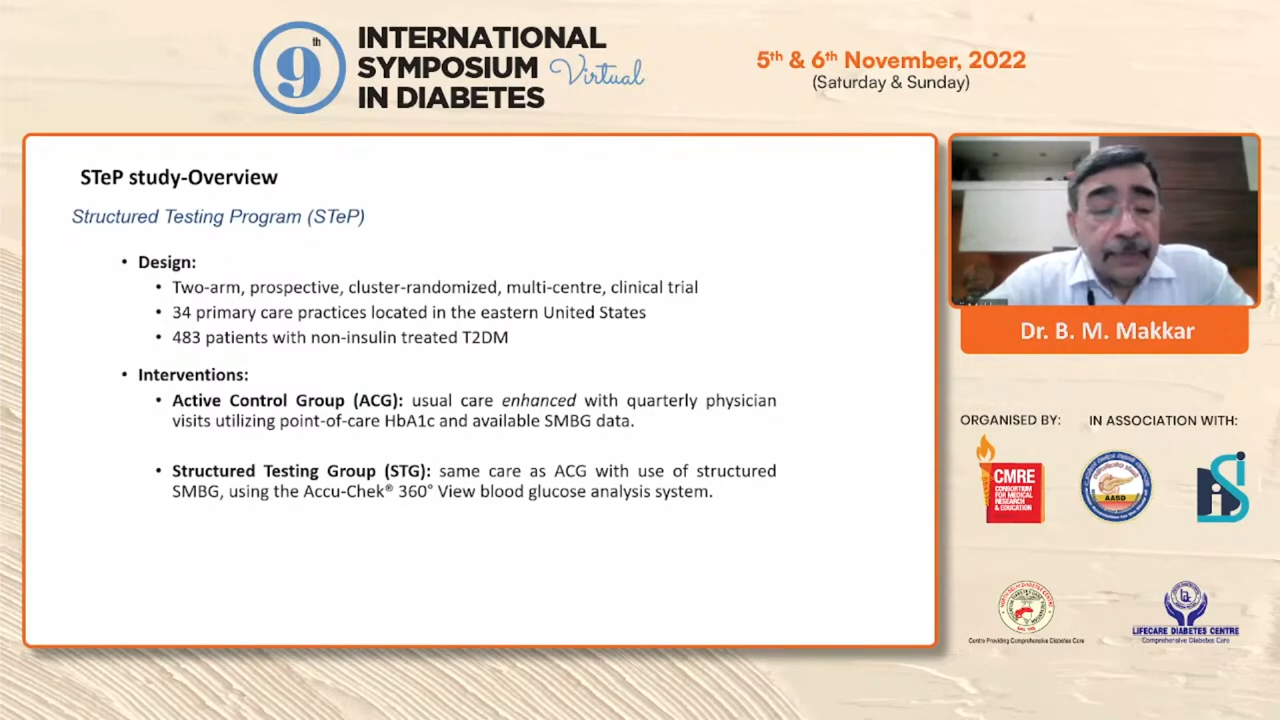 9th
INTERNATIONAL
SYMPOSIUM Virtual
IN DIABETES
5th & 6th November, 2022
(Saturday & Sunday)
STeP study-Overview
Structured Testing Program (STeP)
• Design:
• Two-arm, prospective, cluster-randomized, multi-centre, clinical trial
• 34 primary care practices located in the eastern United States
• 483 patients with non-insulin treated T2DM
• Interventions:
• Active Control Group (ACG): usual care enhanced with quarterly physician
visits utilizing point-of-care HbA1c and available SMBG data.
• Structured Testing Group (STG): same care as ACG with use of structured
SMBG, using the Accu-Chek® 360° View blood glucose analysis system.
Dr. B. M. Makkar
ORGANISED BY:
IN ASSOCIATION WITH:
CMRE
CONSORTIUM
FOR MEDICAL
RESEARCH
& EDUCATION
AASD
Centre Providing Comprehensive Diabetes Care
LIFECARE DIABETES CENTRE
Comprehensive Diabetes Care